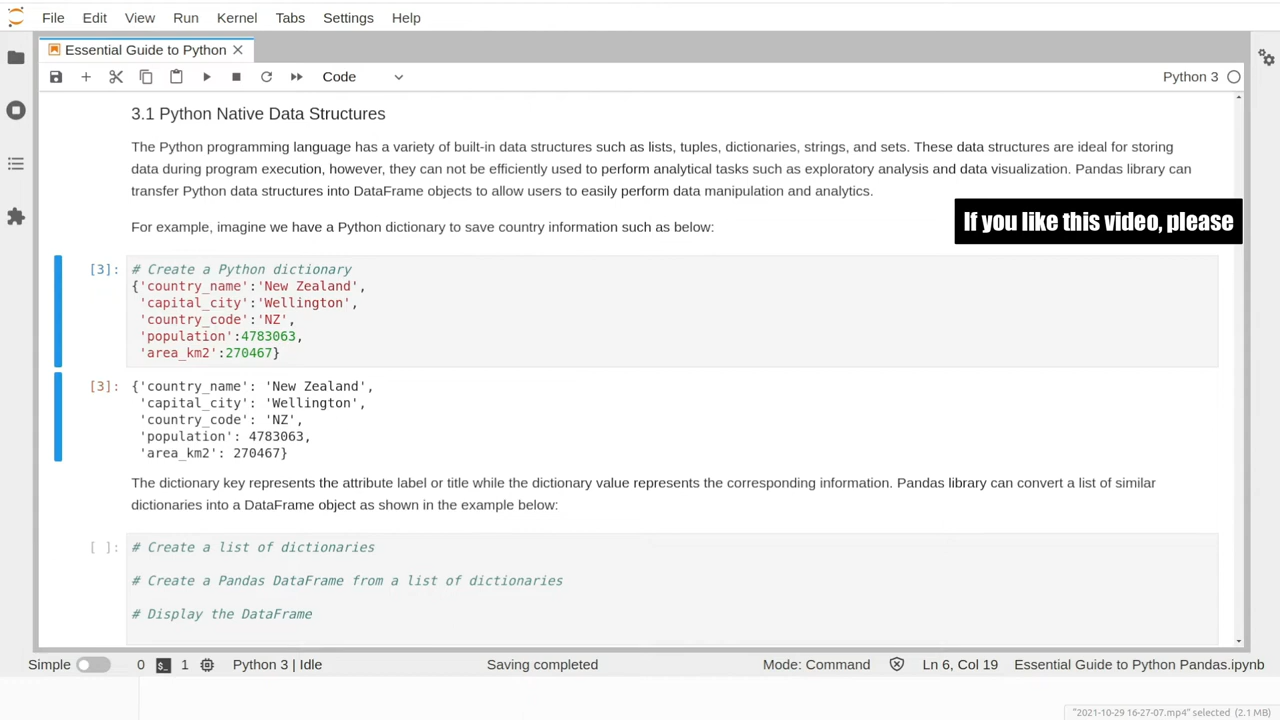 File Edit View Run Kernel Tabs Settings Help
Essential Guide to Python
Code
Python 3
3.1 Python Native Data Structures
The Python programming language has a variety of built-in data structures such as lists, tuples, dictionaries, strings, and sets. These data structures are ideal for storing
data during program execution, however, they can not be efficiently used to perform analytical tasks such as exploratory analysis and data visualization. Pandas library can
transfer Python data structures into DataFrame objects to allow users to easily perform data manipulation and analytics.
If you like this video, please
For example, imagine we have a Python dictionary to save country information such as below:
[3]: # Create a Python dictionary
{'country_name':'New Zealand',
'capital_city':'Wellington',
'country_code':'NZ',
'population':4783063,
'area_km2':270467}
[3]: {'country_name': 'New Zealand',
'capital_city': 'Wellington',
'country_code': 'NZ',
'population': 4783063,
'area_km2': 270467}
The dictionary key represents the attribute label or title while the dictionary value represents the corresponding information. Pandas library can convert a list of similar
dictionaries into a DataFrame object as shown in the example below:
[ ]: # Create a list of dictionaries
# Create a Pandas DataFrame from a list of dictionaries
# Display the DataFrame
Simple 0 $_ 1 Python 3 | Idle Saving completed Mode: Command Ln 6, Col 19 Essential Guide to Python Pandas.ipynb
"2021-10-29 16-27-07.mp4" selected (2.1 MB)